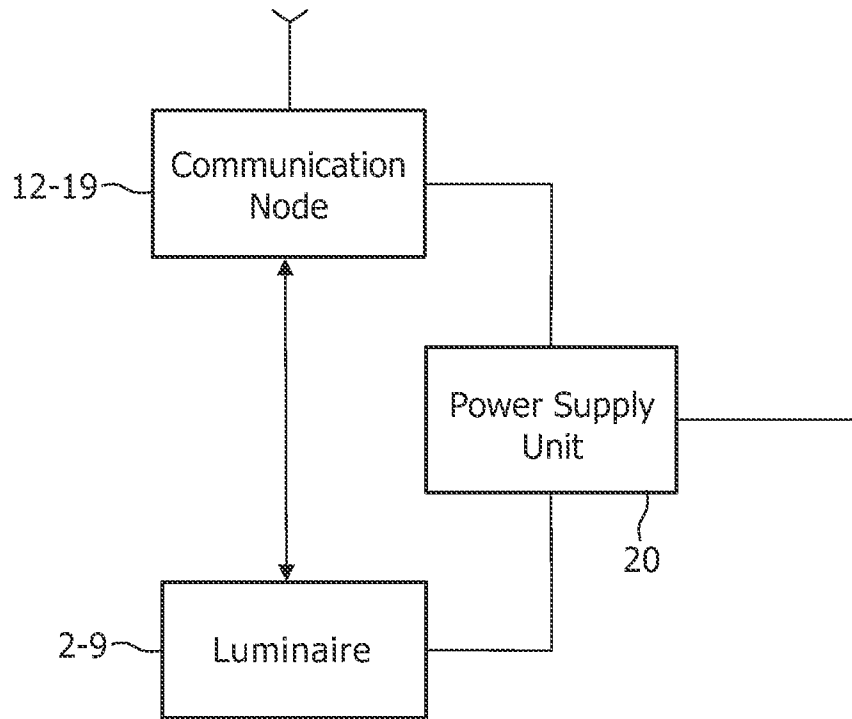 Communication
Node
12-19
Power Supply
Unit
20
2-9
Luminaire